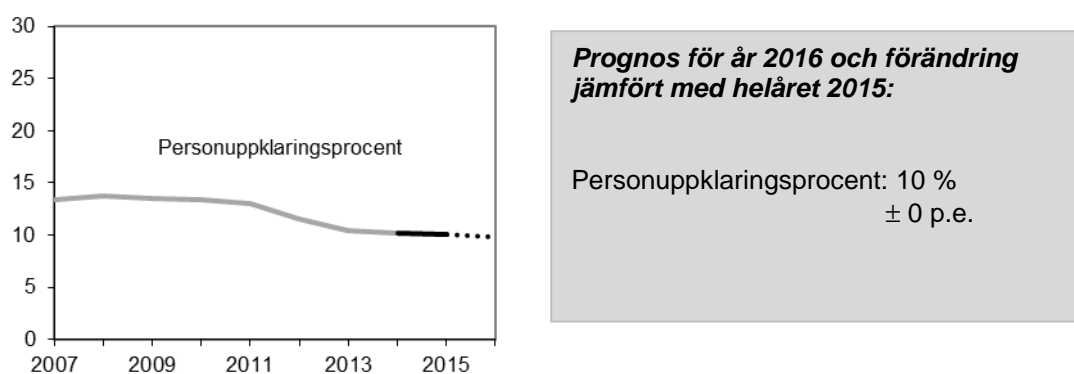 30
25
20
15
10
5
0
Personuppklaringsprocent
2007 2009 2011 2013 2015
Prognos för år 2016 och förändring
jämfört med helåret 2015:
Personuppklaringsprocent: 10 %
± 0 p.e.